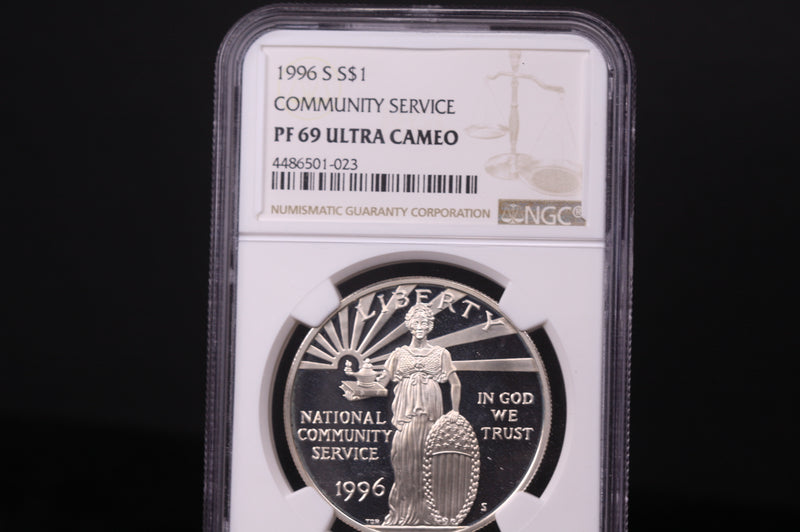 1996 S S$1
COMMUNITY SERVICE
PF 69 ULTRA CAMEO
4486501-023
NUMISMATIC GUARANTY CORPORATION
NGC®
LIBERTY
NATIONAL
COMMUNITY
SERVICE
1996
IN GOD
WE
TRUST
S